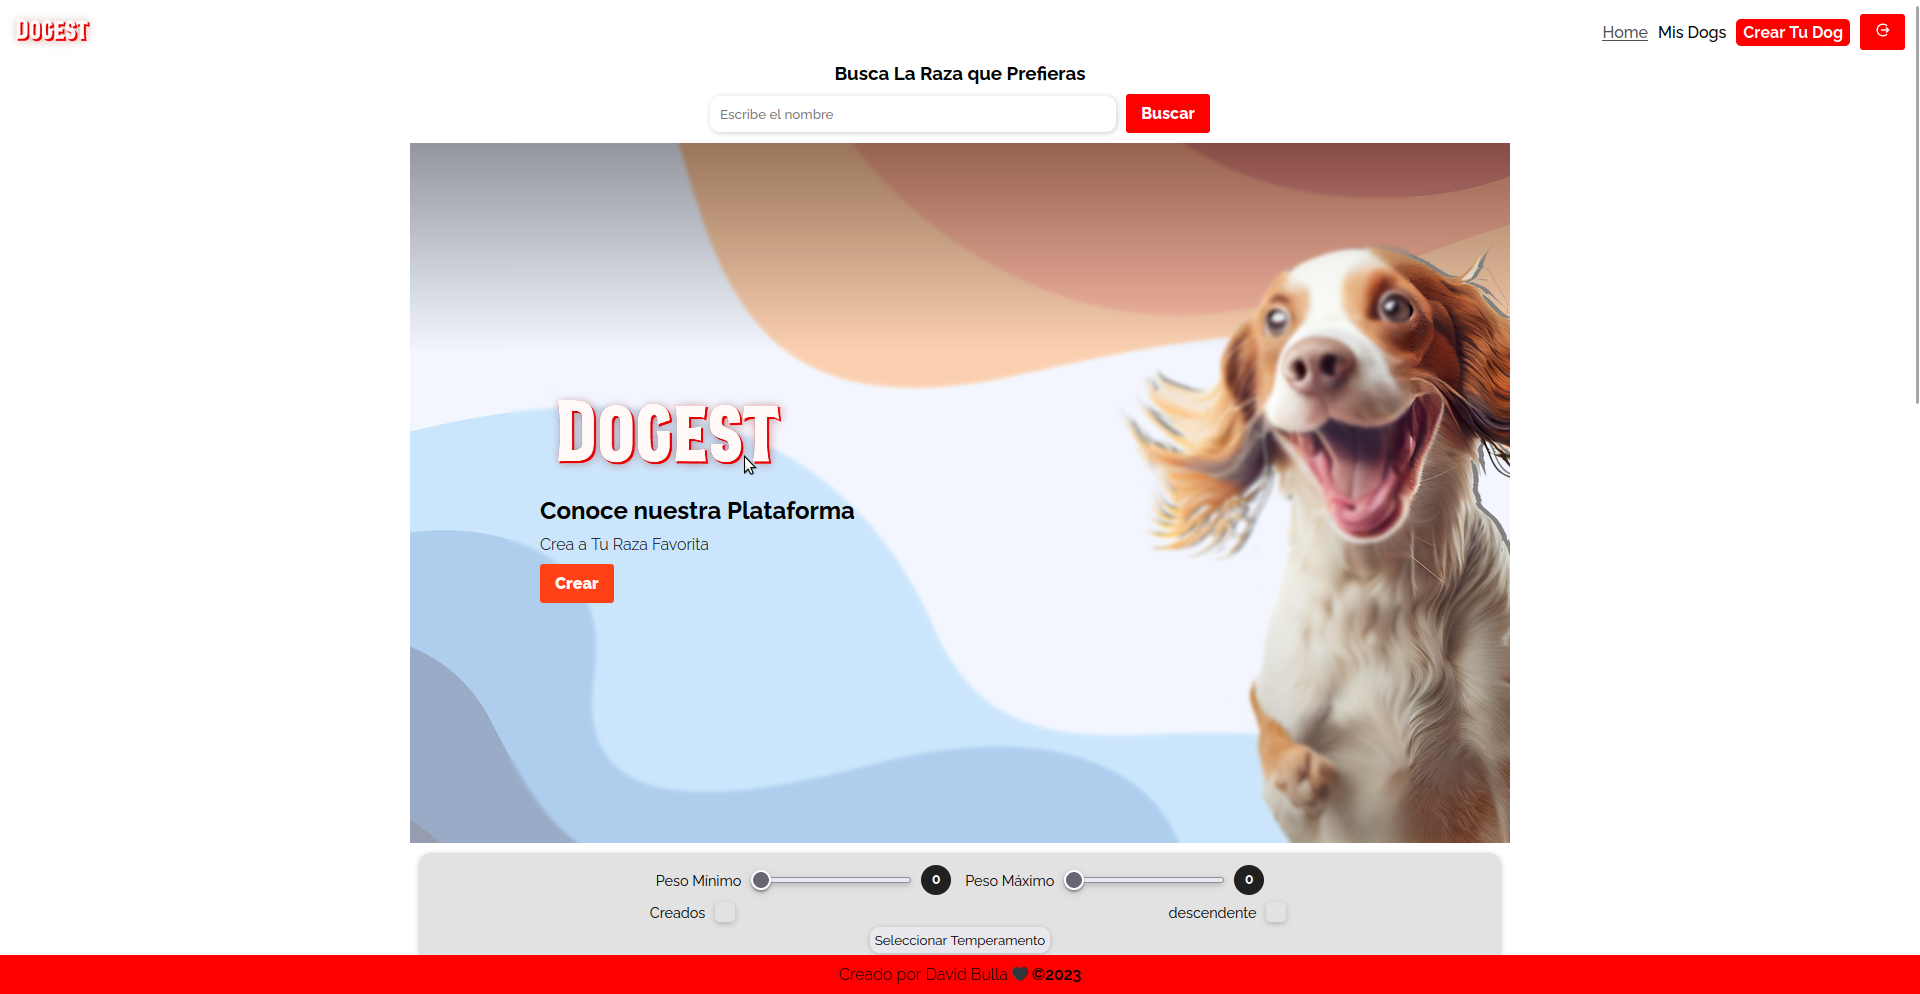 DOGEST
Home Mis Dogs Crear Tu Dog
Busca La Raza que Prefieras
Escribe el nombre Buscar
DOGEST
Conoce nuestra Plataforma
Crea a Tu Raza Favorita
Crear
Peso Mínimo 0 Peso Máximo 0
Creados descendente
Seleccionar Temperamento
Creado por David Bulla 🖤 ©2023